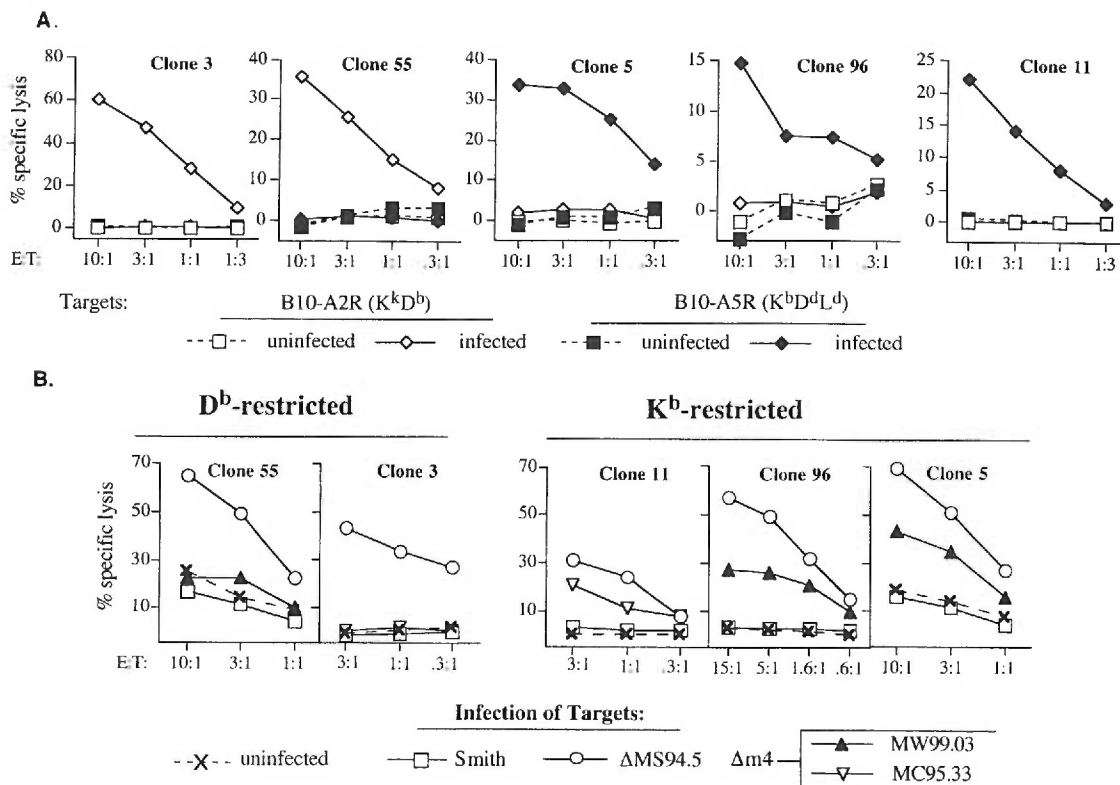 A.
Clone 3
Clone 55
Clone 5
Clone 96
Clone 11
% specific lysis
80
60
40
20
0
40
30
20
10
0
40
30
20
10
0
15
10
5
0
25
20
15
10
5
0
E:T: 10:1 3:1 1:1 1:3 10:1 3:1 1:1 .3:1 10:1 3:1 1:1 .3:1 10:1 3:1 1:1 .3:1 10:1 3:1 1:1 1:3
Targets: B10-A2R (KᵏDᵇ) B10-A5R (KᵇDᵈLᵈ)
uninfected infected uninfected infected
B.
Dᵇ-restricted Kᵇ-restricted
Clone 55
Clone 3
Clone 11
Clone 96
Clone 5
% specific lysis
70
50
30
10
70
50
30
10
E:T: 10:1 3:1 1:1 3:1 1:1 .3:1 3:1 1:1 .3:1 15:1 5:1 1.6:1 .6:1 10:1 3:1 1:1
Infection of Targets:
uninfected Smith ΔMS94.5 Δm4 MW99.03
MC95.33